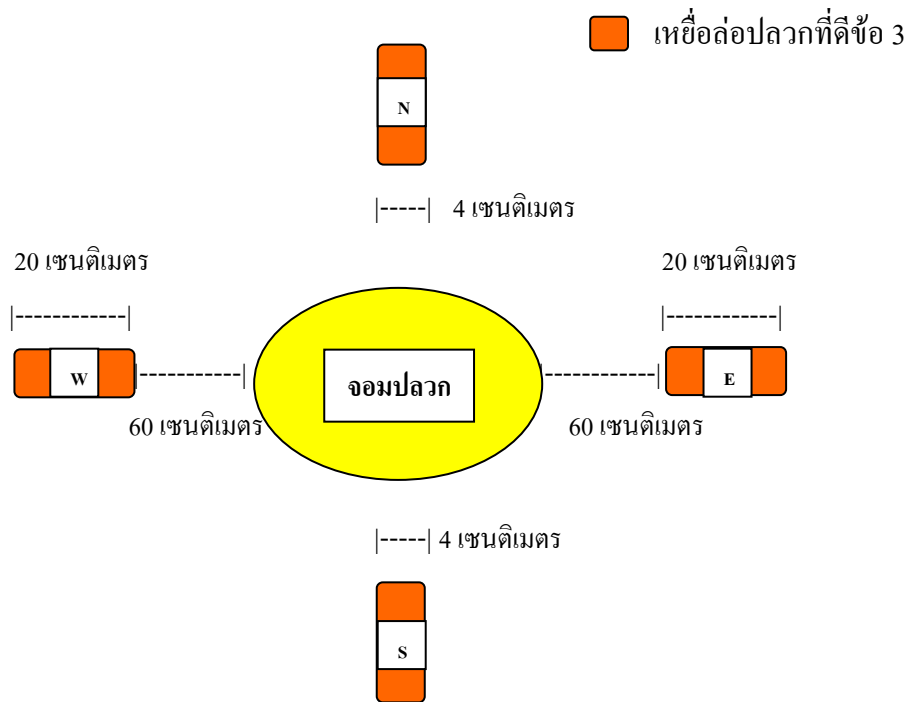 เหยื่อล่อปลวกที่ดีข้อ 3
N
|-----| 4 เซนติเมตร
20 เซนติเมตร 20 เซนติเมตร
|------------| |------------|
W |-----------| จอมปลวก |------------| E
60 เซนติเมตร 60 เซนติเมตร
|-----| 4 เซนติเมตร
S